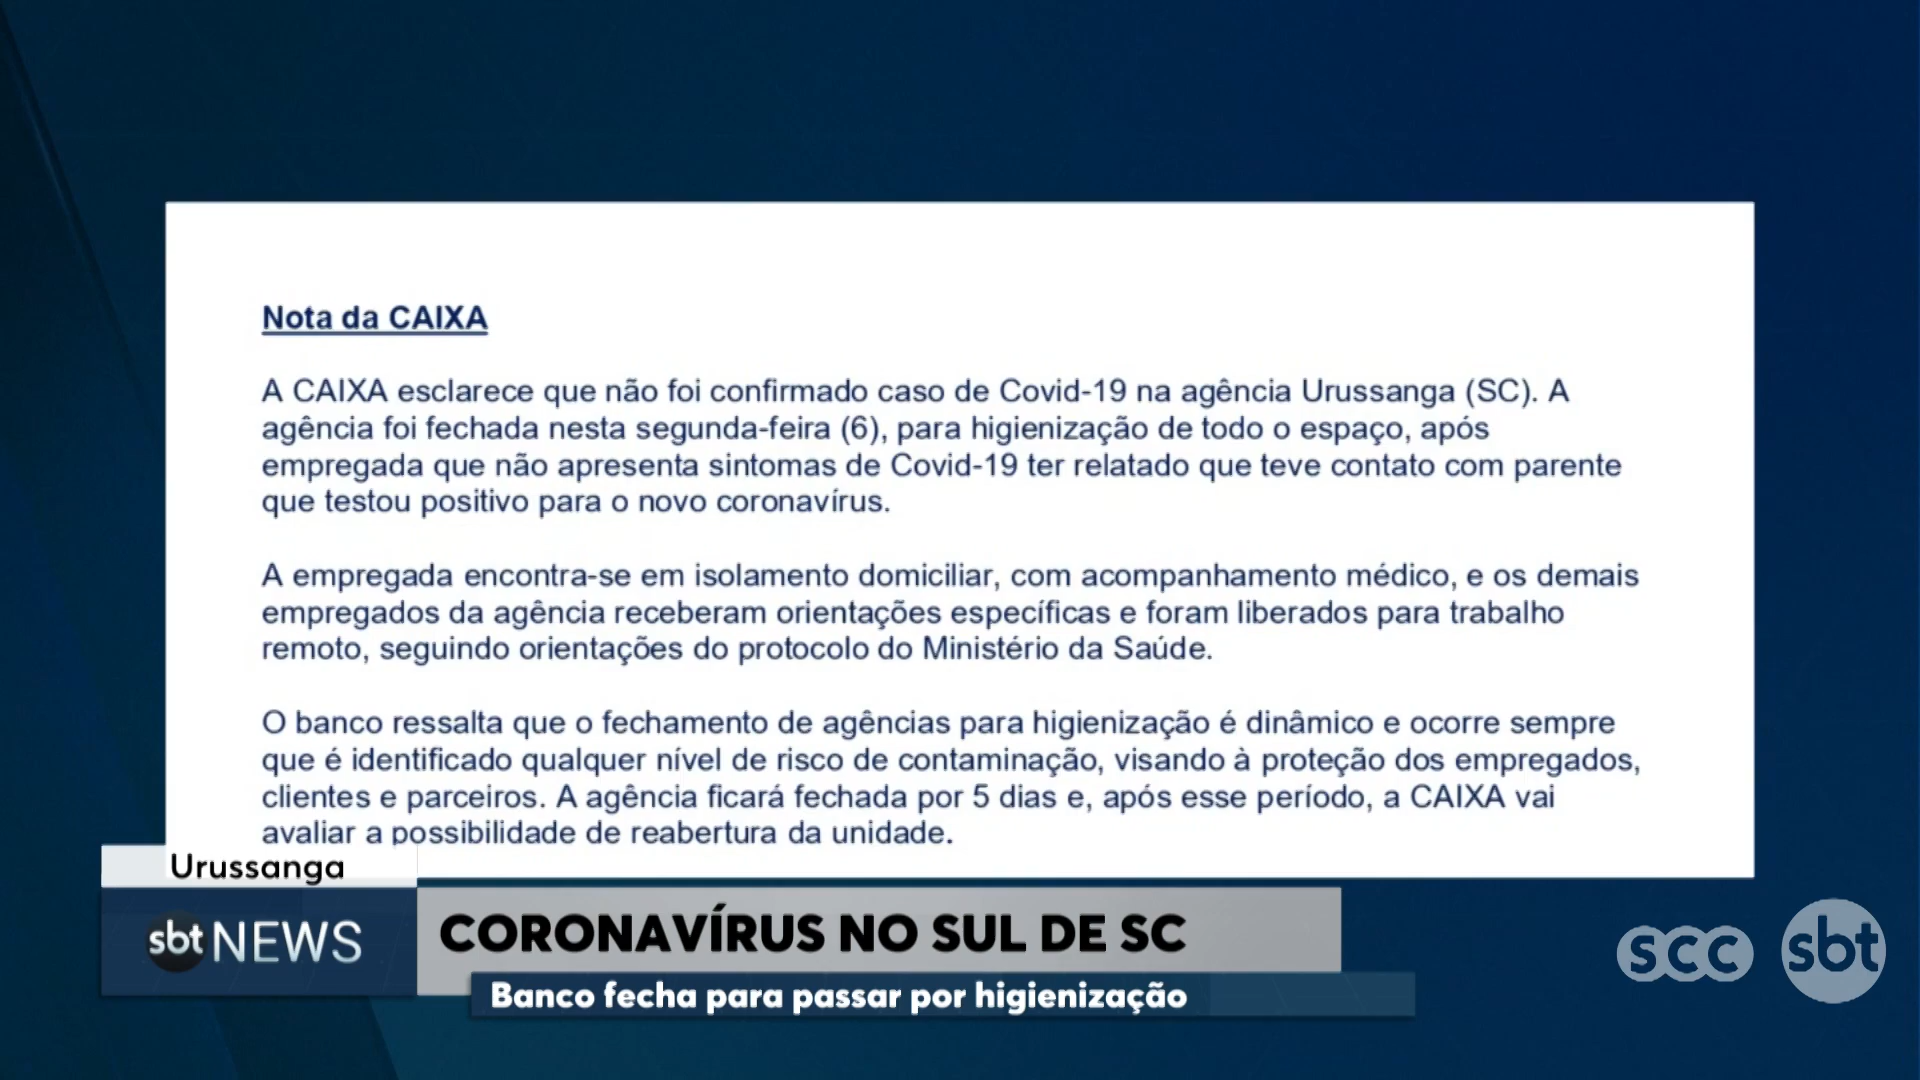 Nota da CAIXA
A CAIXA esclarece que não foi confirmado caso de Covid-19 na agência Urussanga (SC). A
agência foi fechada nesta segunda-feira (6), para higienização de todo o espaço, após
empregada que não apresenta sintomas de Covid-19 ter relatado que teve contato com parente
que testou positivo para o novo coronavírus.
A empregada encontra-se em isolamento domiciliar, com acompanhamento médico, e os demais
empregados da agência receberam orientações específicas e foram liberados para trabalho
remoto, seguindo orientações do protocolo do Ministério da Saúde.
O banco ressalta que o fechamento de agências para higienização é dinâmico e ocorre sempre
que é identificado qualquer nível de risco de contaminação, visando à proteção dos empregados,
clientes e parceiros. A agência ficará fechada por 5 dias e, após esse período, a CAIXA vai
avaliar a possibilidade de reabertura da unidade.
Urussanga
sbt NEWS
CORONAVÍRUS NO SUL DE SC
Banco fecha para passar por higienização
scc sbt